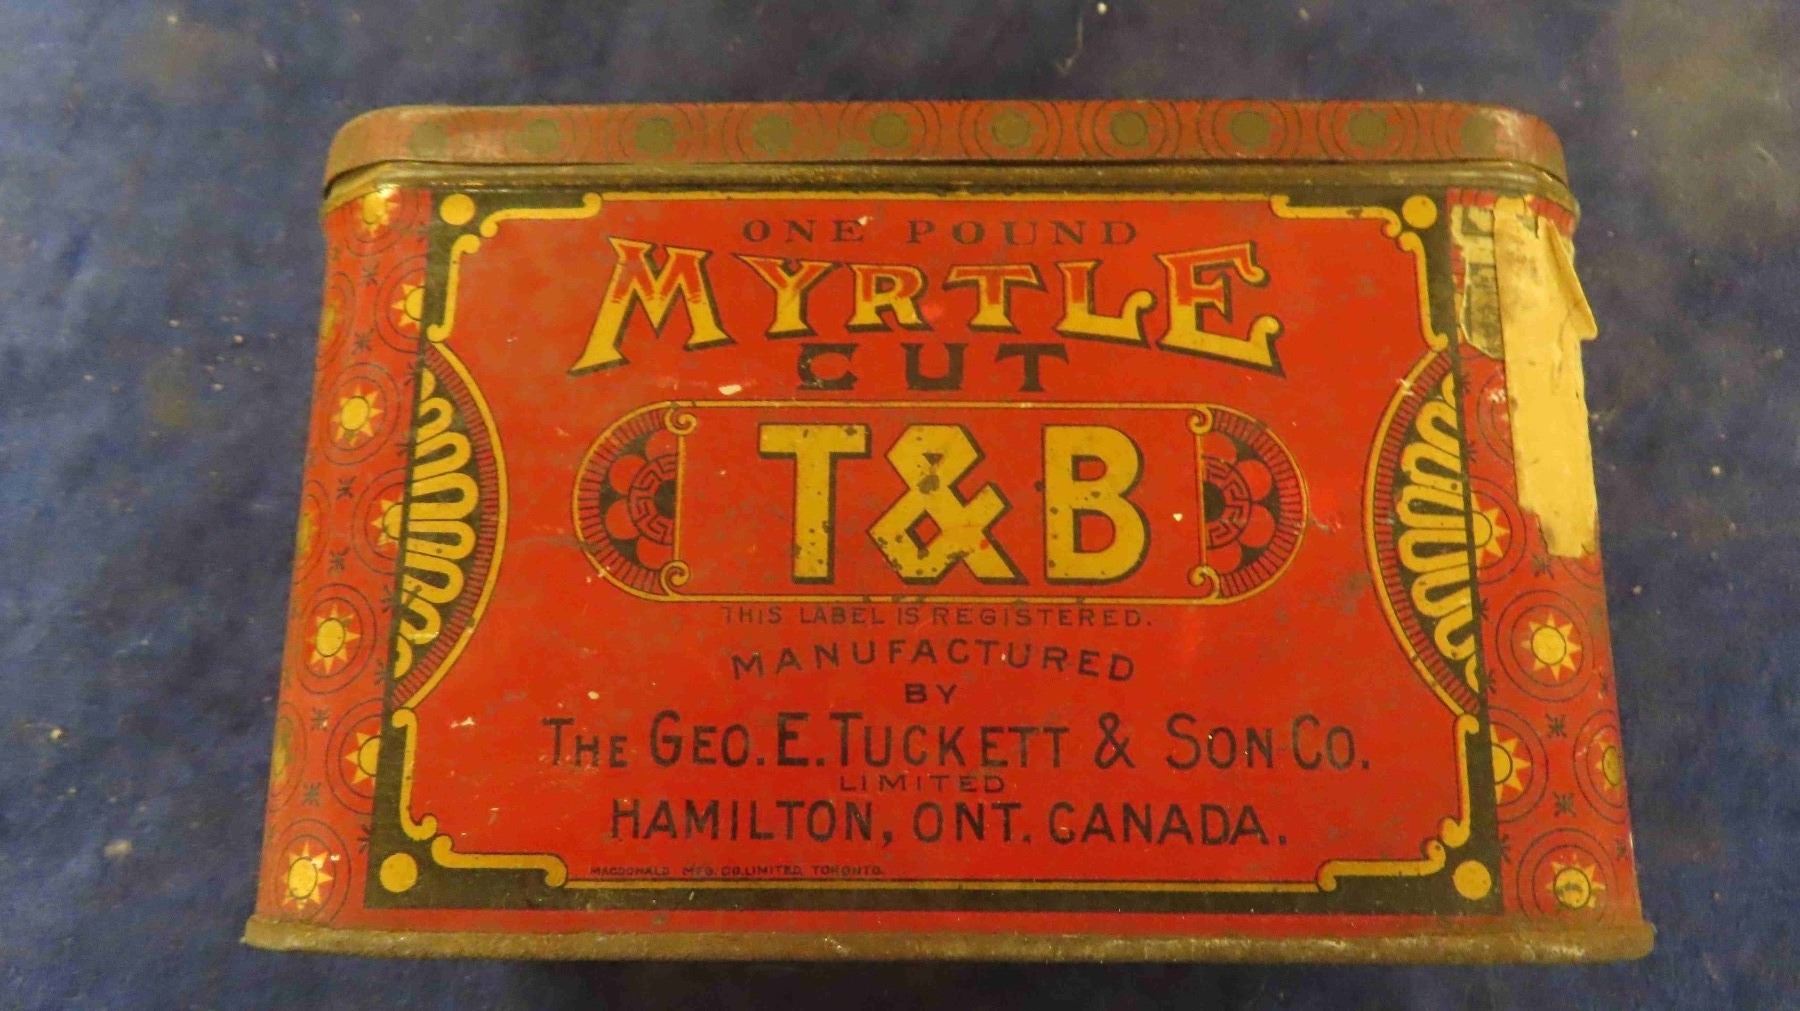 ONE POUND
MYRTLE
CUT
T&B
THIS LABEL IS REGISTERED.
MANUFACTURED
BY
THE GEO. E. TUCKETT & SON CO.
LIMITED
HAMILTON, ONT. CANADA.
MACDONALD MFG. CO. LIMITED, TORONTO.